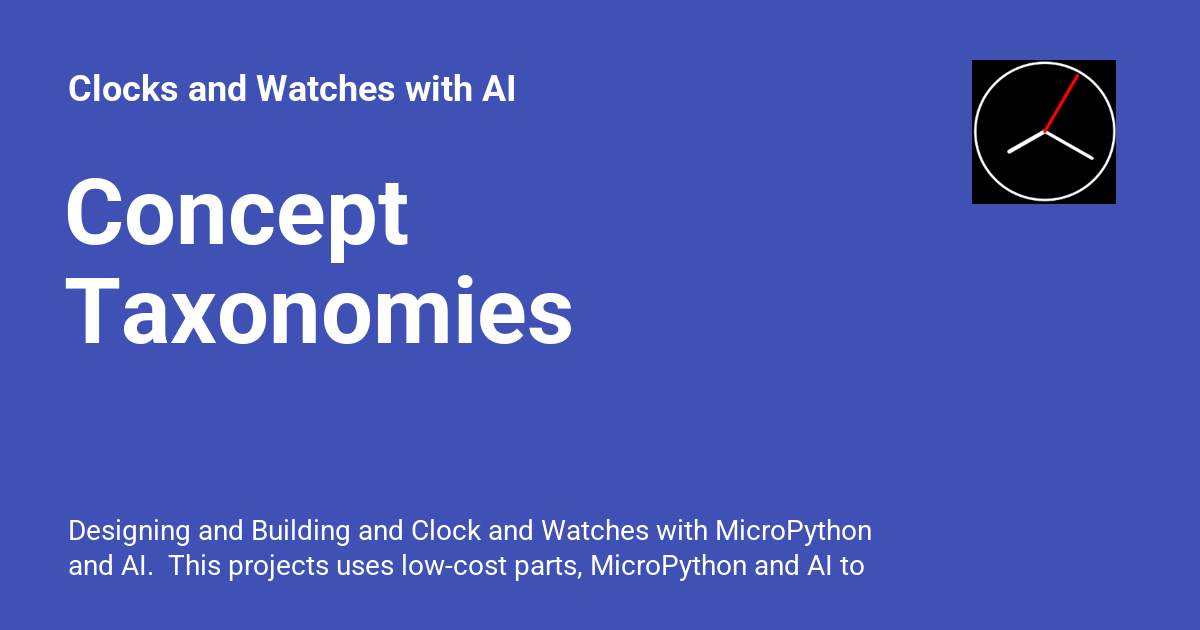 Clocks and Watches with AI
Concept
Taxonomies
Designing and Building and Clock and Watches with MicroPython
and AI.  This projects uses low-cost parts, MicroPython and AI to